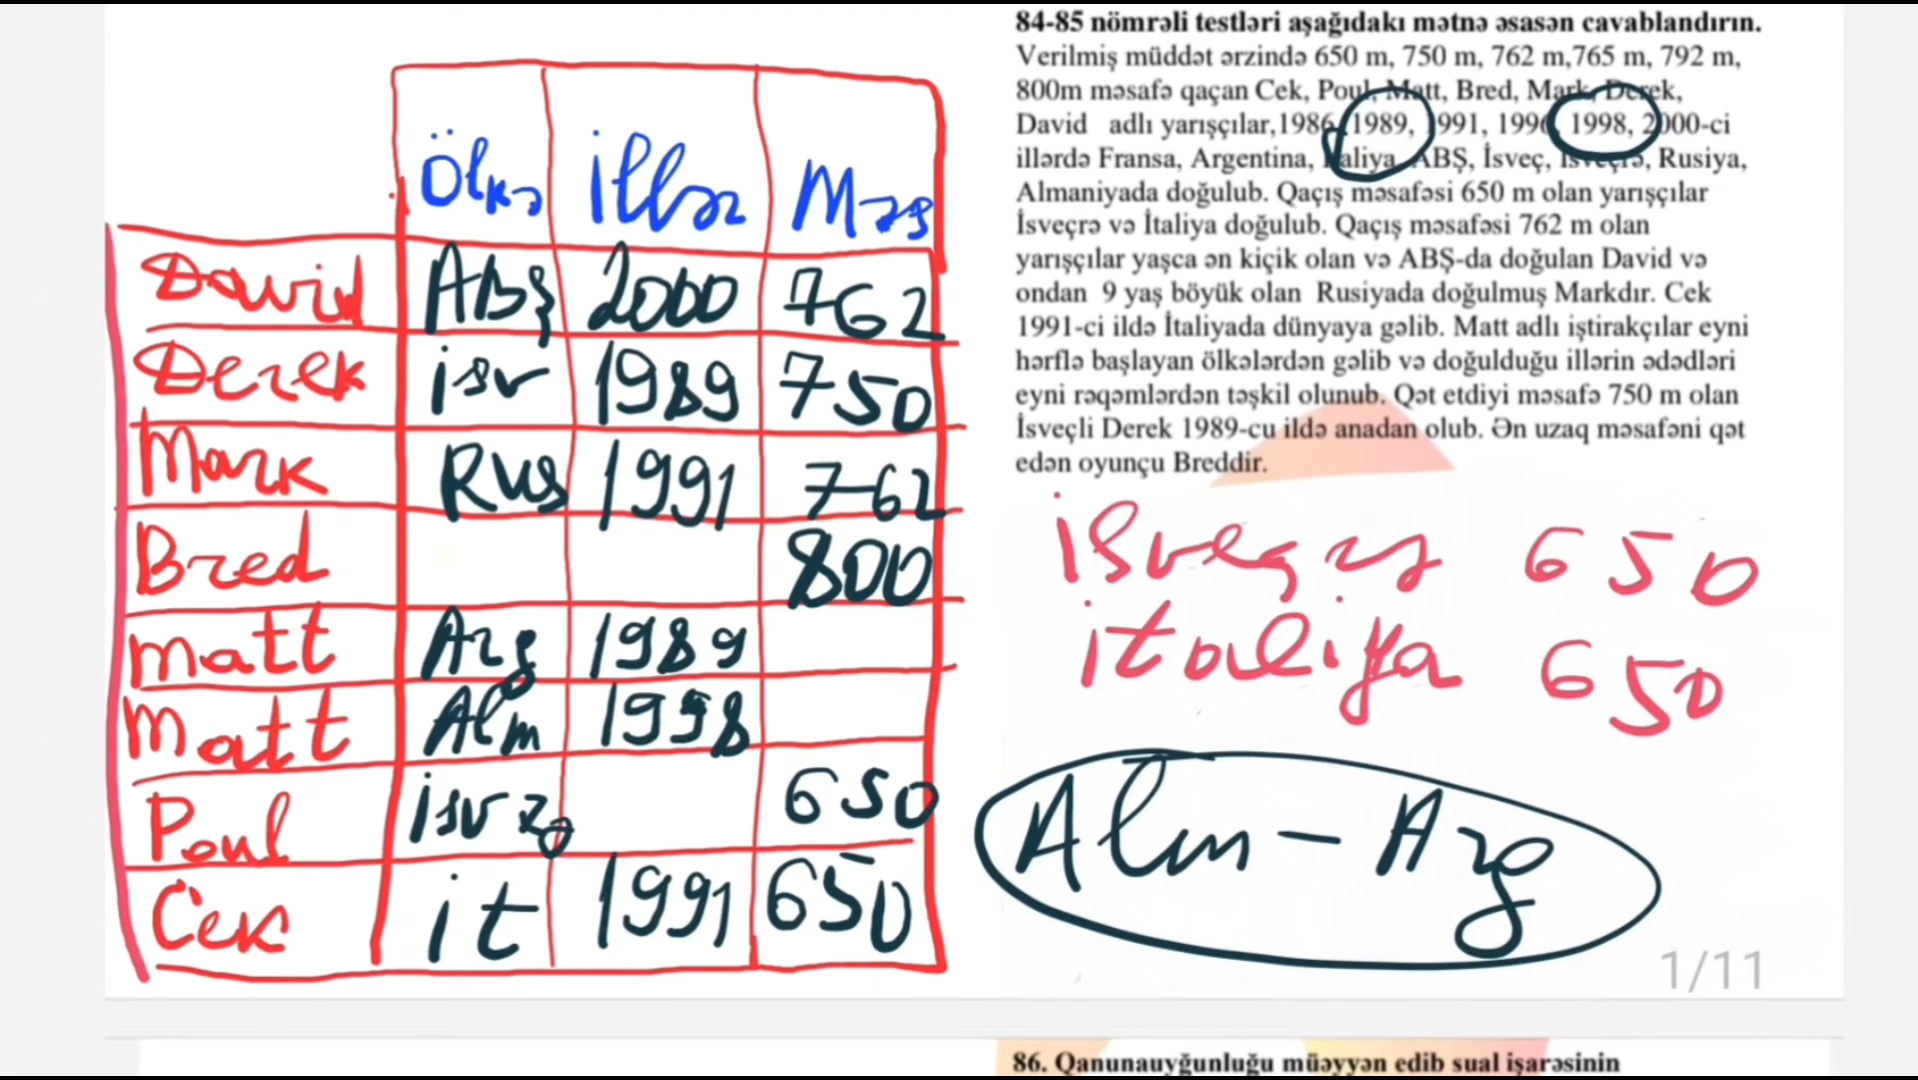 84-85 nömrəli testləri aşağıdakı mətnə əsasən cavablandırın.
Verilmiş müddət ərzində 650 m, 750 m, 762 m,765 m, 792 m,
800m məsafə qaçan Cek, Poul, Matt, Bred, Mark, Derek,
David adlı yarışçılar,1986, 1989, 1991, 1996, 1998, 2000-ci
illərdə Fransa, Argentina, İtaliya, ABŞ, İsveç, İsveçrə, Rusiya,
Almaniyada doğulub. Qaçış məsafəsi 650 m olan yarışçılar
İsveçrə və İtaliya doğulub. Qaçış məsafəsi 762 m olan
yarışçılar yaşca ən kiçik olan və ABŞ-da doğulan David və
ondan 9 yaş böyük olan Rusiyada doğulmuş Markdır. Cek
1991-ci ildə İtaliyada dünyaya gəlib. Matt adlı iştirakçılar eyni
hərflə başlayan ölkələrdən gəlib və doğulduğu illərin ədədləri
eyni rəqəmlərdən təşkil olunub. Qət etdiyi məsafə 750 m olan
İsveçli Derek 1989-cu ildə anadan olub. Ən uzaq məsafəni qət
edən oyunçu Breddir.
Ölkə İllər Məs
David ABŞ 2000 762
Derek isv 1989 750
Mark Rus 1991 762
Bred 800
matt Arg 1989
matt Alm 1998
Poul isvrə 650
Cek it 1991 650
isveçrə 650
italiya 650
Alm - Arg
1/11
86. Qanunauyğunluğu müəyyən edib sual işarəsinin